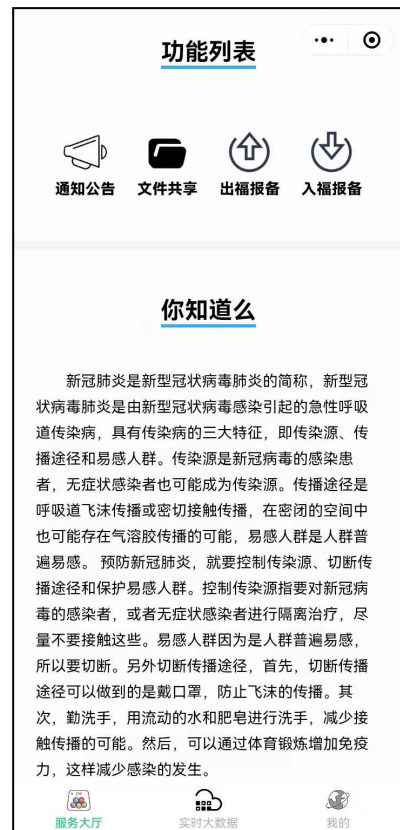 功能列表
通知公告 文件共享 出福报备 入福报备
你知道么
新冠肺炎是新型冠状病毒肺炎的简称，新型冠
状病毒肺炎是由新型冠状病毒感染引起的急性呼吸
道传染病，具有传染病的三大特征，即传染源、传
播途径和易感人群。传染源是新冠病毒的感染患
者，无症状感染者也可能成为传染源。传播途径是
呼吸道飞沫传播或密切接触传播，在密闭的空间中
也可能存在气溶胶传播的可能，易感人群是人群普
遍易感。 预防新冠肺炎，就要控制传染源、切断传
播途径和保护易感人群。控制传染源指要对新冠病
毒的感染者，或者无症状感染者进行隔离治疗，尽
量不要接触这些。易感人群因为是人群普遍易感，
所以要切断。另外切断传播途径，首先，切断传播
途径可以做到的是戴口罩，防止飞沫的传播。其
次，勤洗手，用流动的水和肥皂进行洗手，减少接
触传播的可能。然后，可以通过体育锻炼增加免疫
力，这样减少感染的发生。
服务大厅 实时大数据 我的